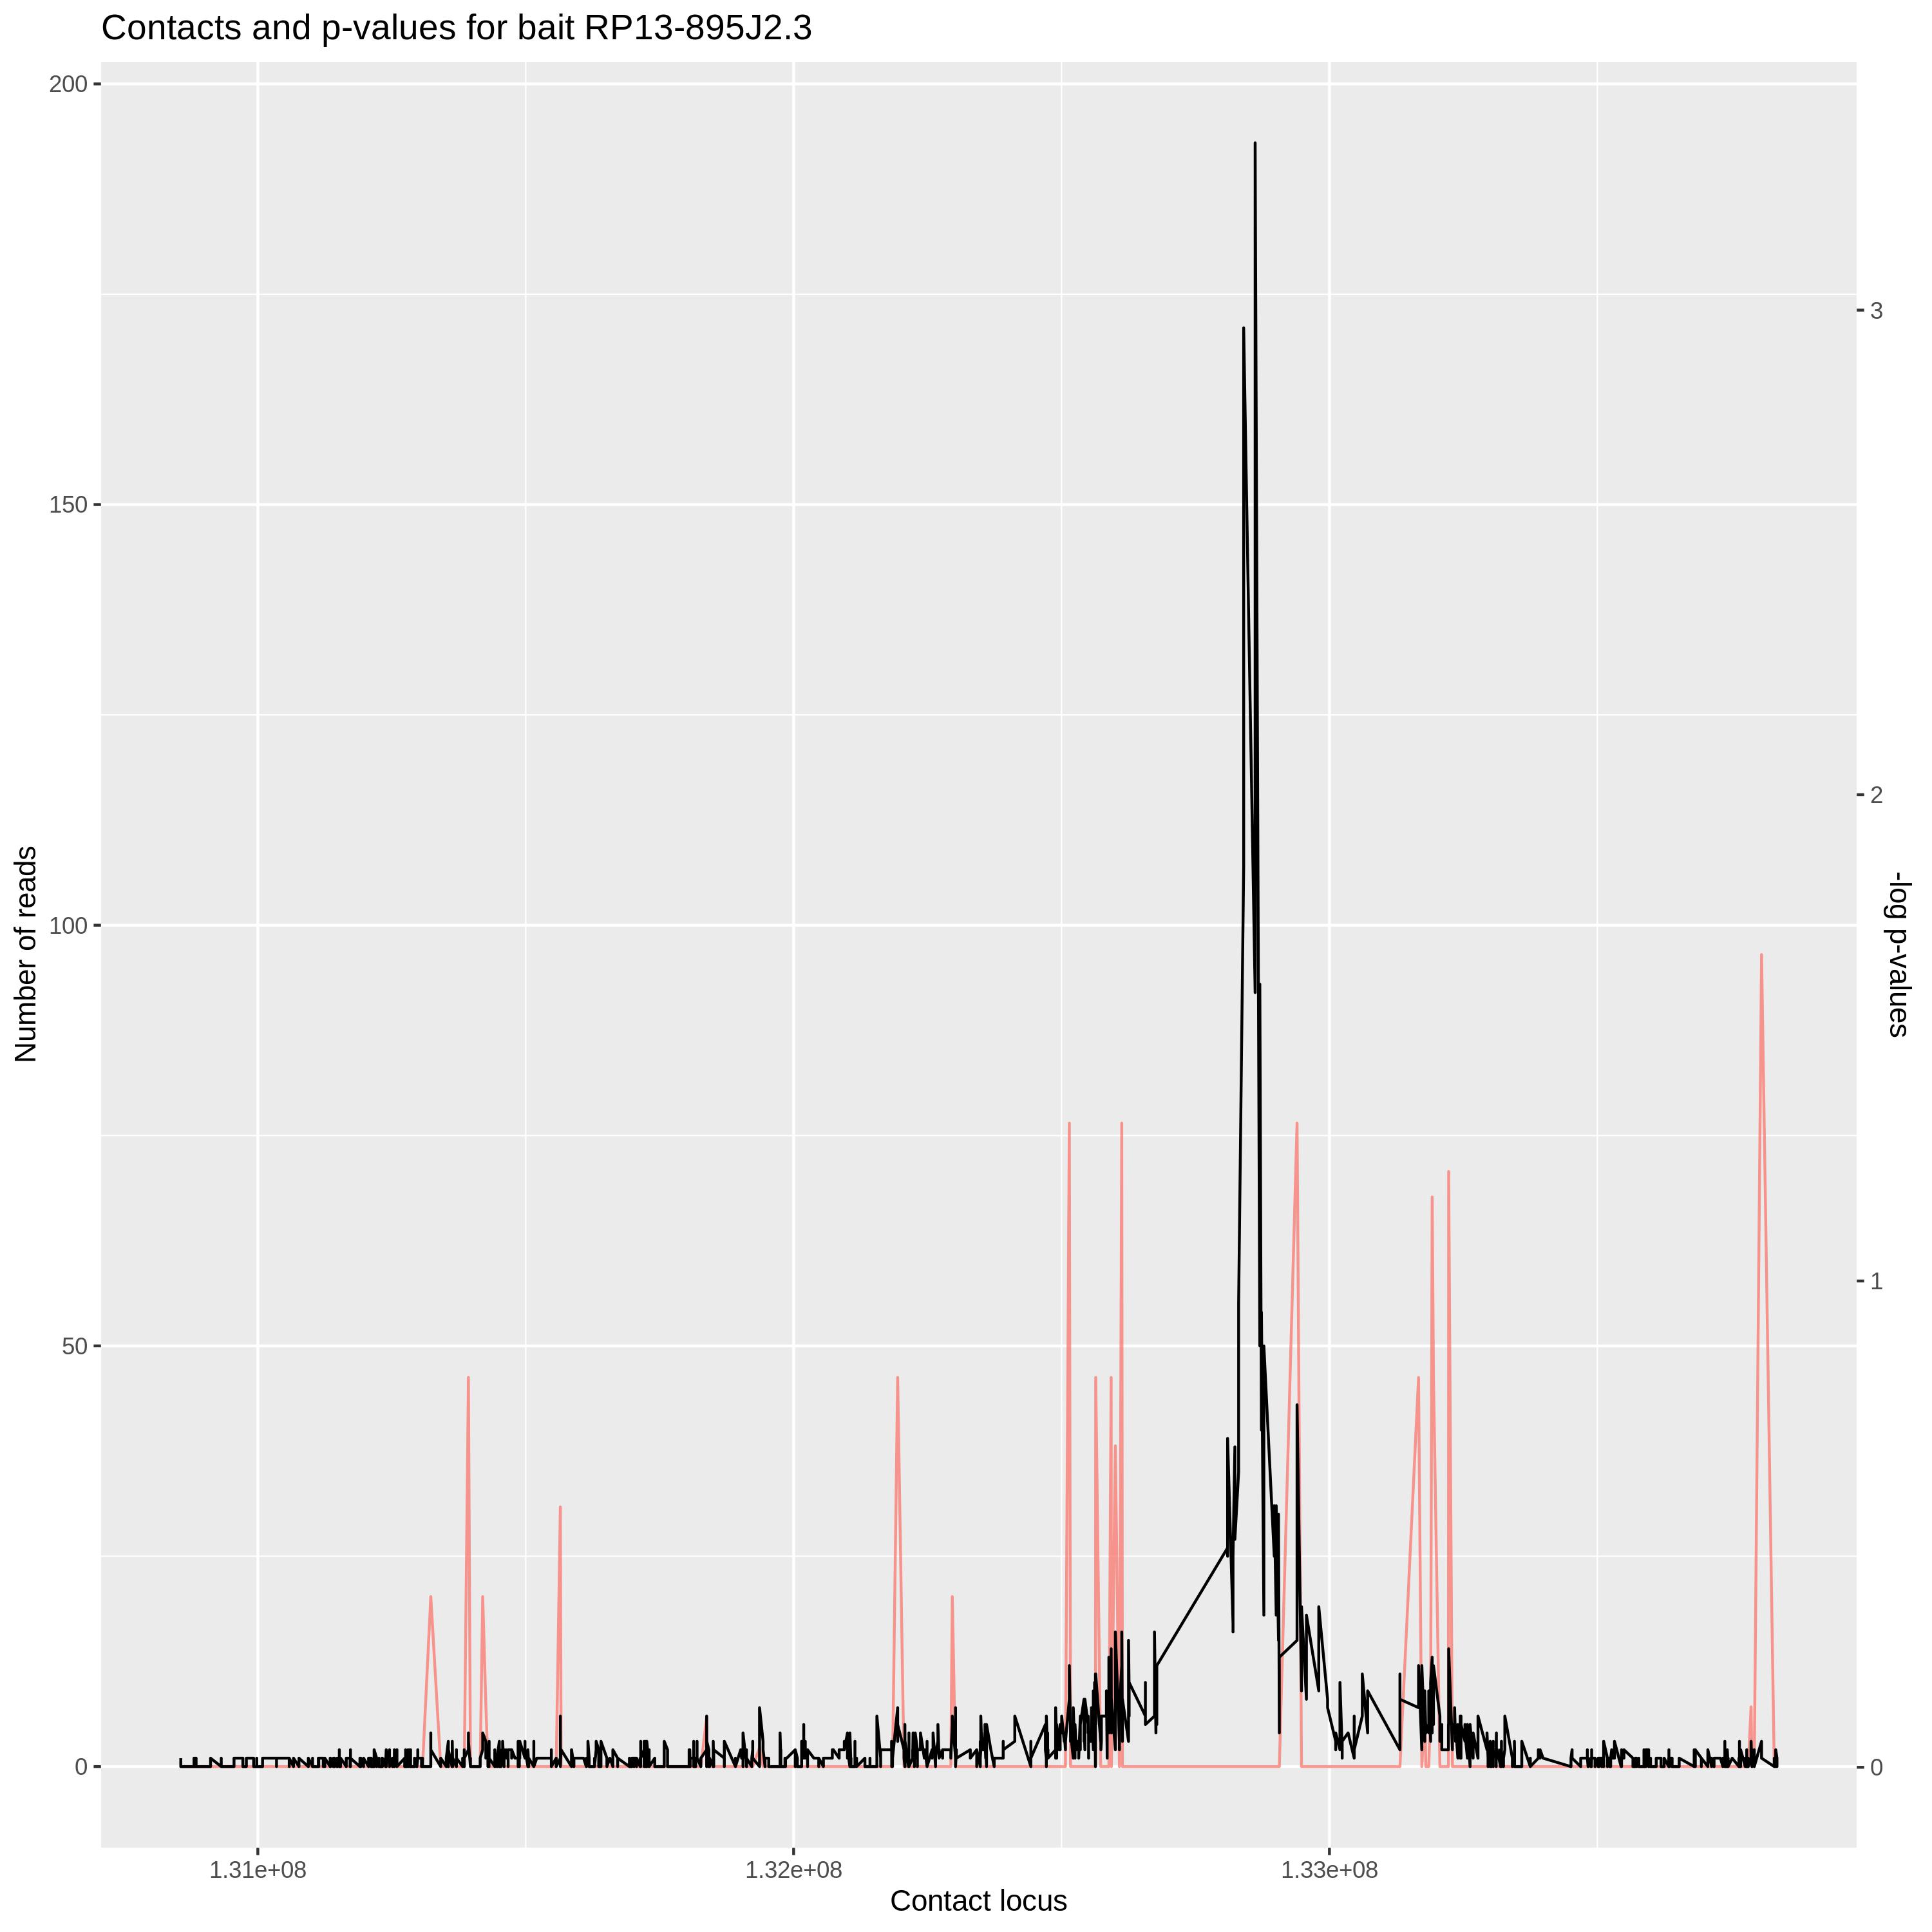 Contacts and p-values for bait RP13-895J2.3
200
150
100
50
0
Number of reads
3
2
1
0
-log p-values
1.31e+08
1.32e+08
1.33e+08
Contact locus